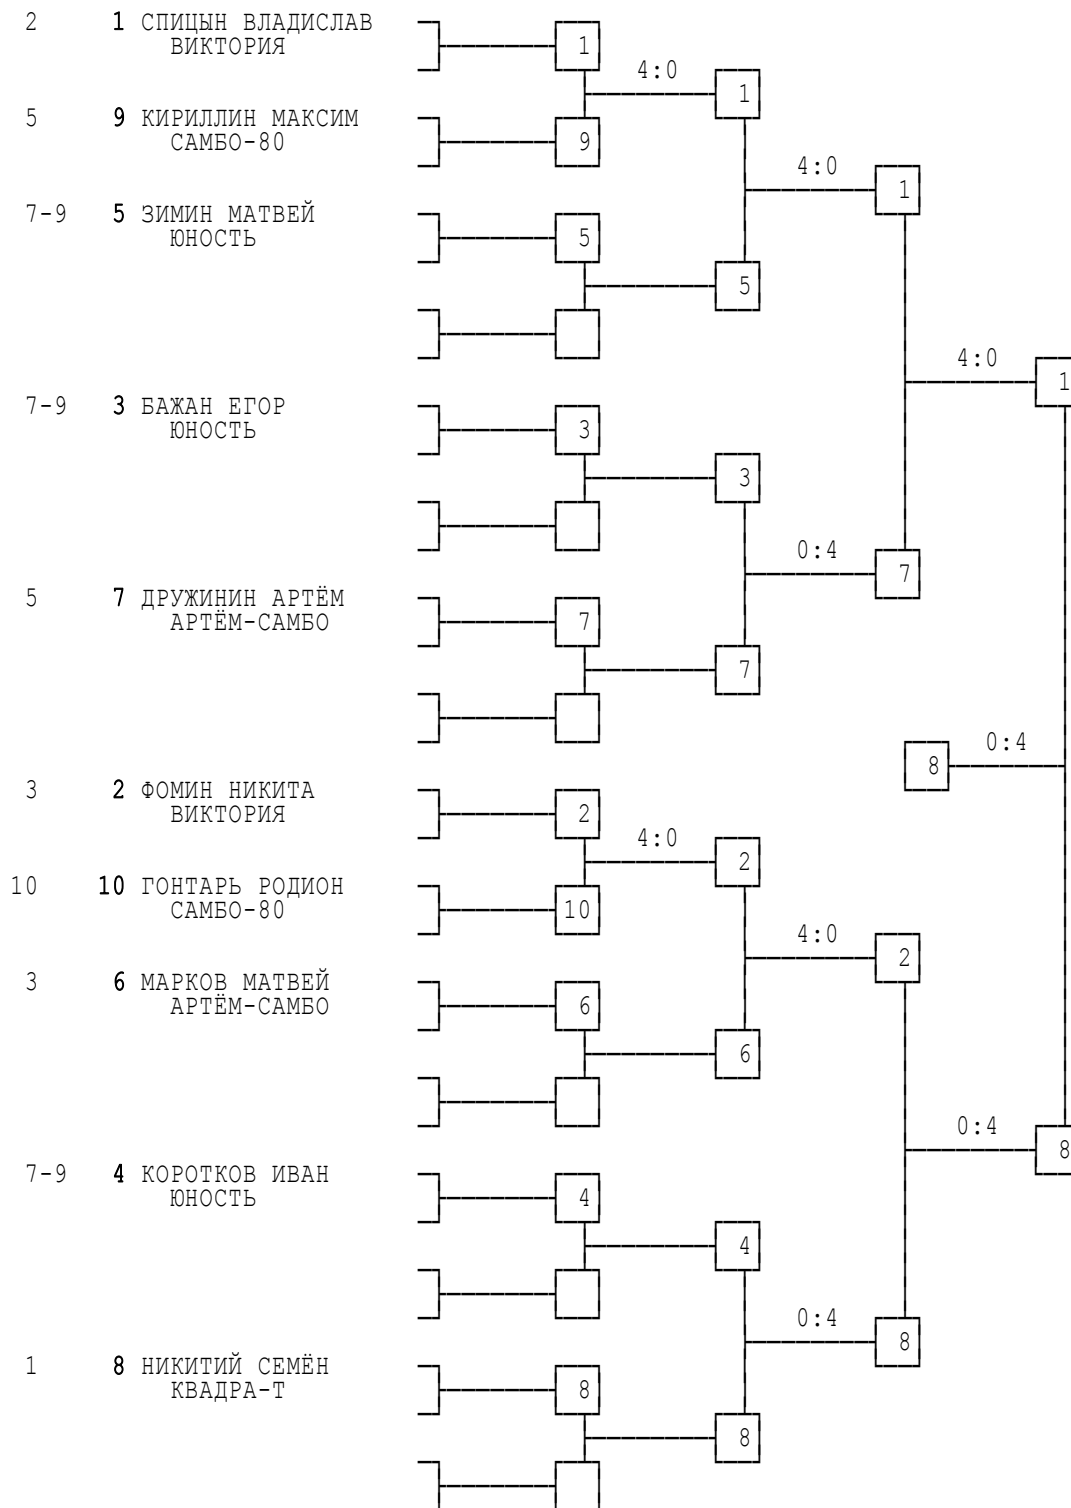 2 1 СПИЦЫН ВЛАДИСЛАВ
ВИКТОРИЯ
1
4:0
1
5 9 КИРИЛЛИН МАКСИМ
САМБО-80
9
4:0
1
7-9 5 ЗИМИН МАТВЕЙ
ЮНОСТЬ
5
5
4:0
1
7-9 3 БАЖАН ЕГОР
ЮНОСТЬ
3
3
0:4
7
5 7 ДРУЖИНИН АРТЁМ
АРТЁМ-САМБО
7
7
0:4
8
3 2 ФОМИН НИКИТА
ВИКТОРИЯ
2
4:0
2
10 10 ГОНТАРЬ РОДИОН
САМБО-80
10
4:0
2
3 6 МАРКОВ МАТВЕЙ
АРТЁМ-САМБО
6
6
0:4
8
7-9 4 КОРОТКОВ ИВАН
ЮНОСТЬ
4
4
0:4
8
1 8 НИКИТИЙ СЕМЁН
КВАДРА-Т
8
8